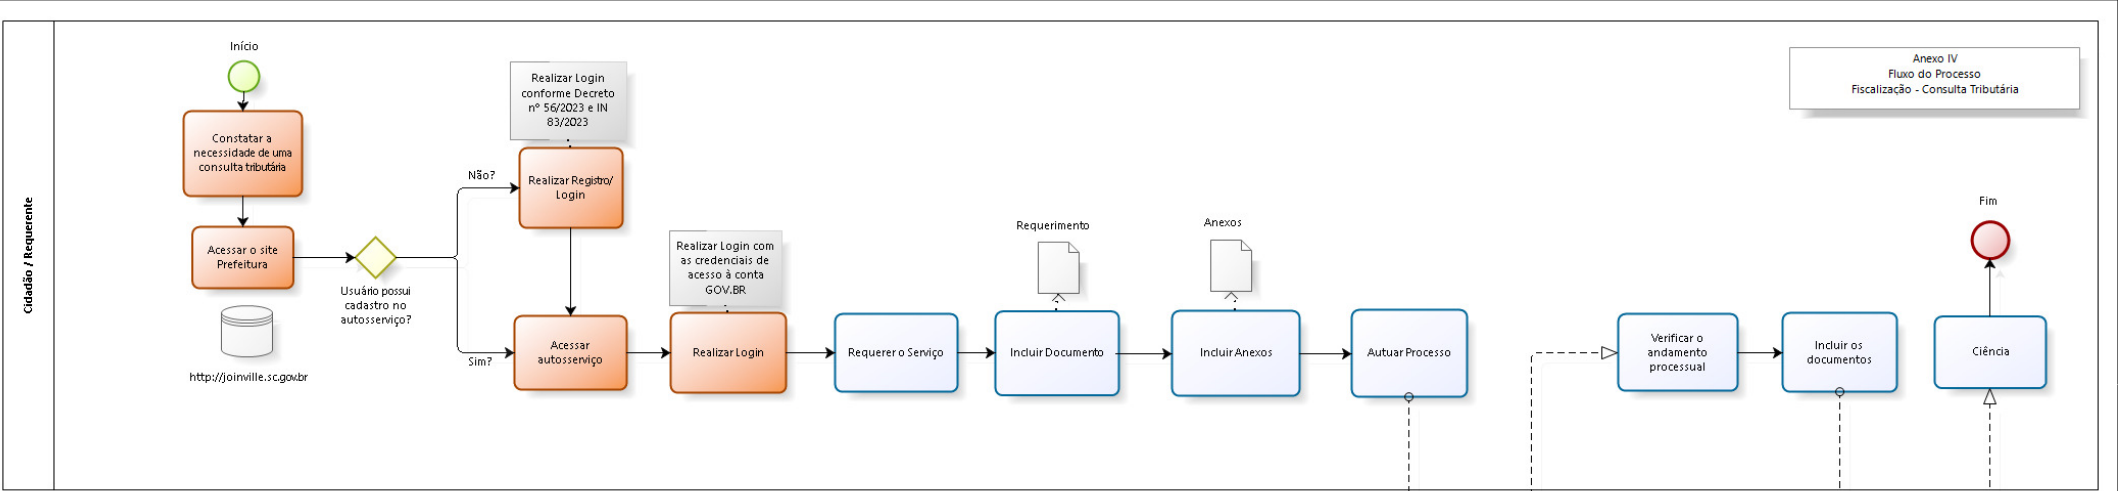 Anexo IV
Fluxo do Processo
Fiscalização - Consulta Tributária
Cidadão / Requerente
Início
Constatar a
necessidade de uma
consulta tributária
Acessar o site
Prefeitura
http://joinville.sc.gov.br
Usuário possui
cadastro no
autosserviço?
Não?
Sim?
Realizar Login
conforme Decreto
nº 56/2023 e IN
83/2023
Realizar Registro/
Login
Acessar
autosserviço
Realizar Login com
as credenciais de
acesso à conta
GOV.BR
Realizar Login
Requerer o Serviço
Requerimento
Incluir Documento
Anexos
Incluir Anexos
Autuar Processo
Verificar o
andamento
processual
Incluir os
documentos
Fim
Ciência